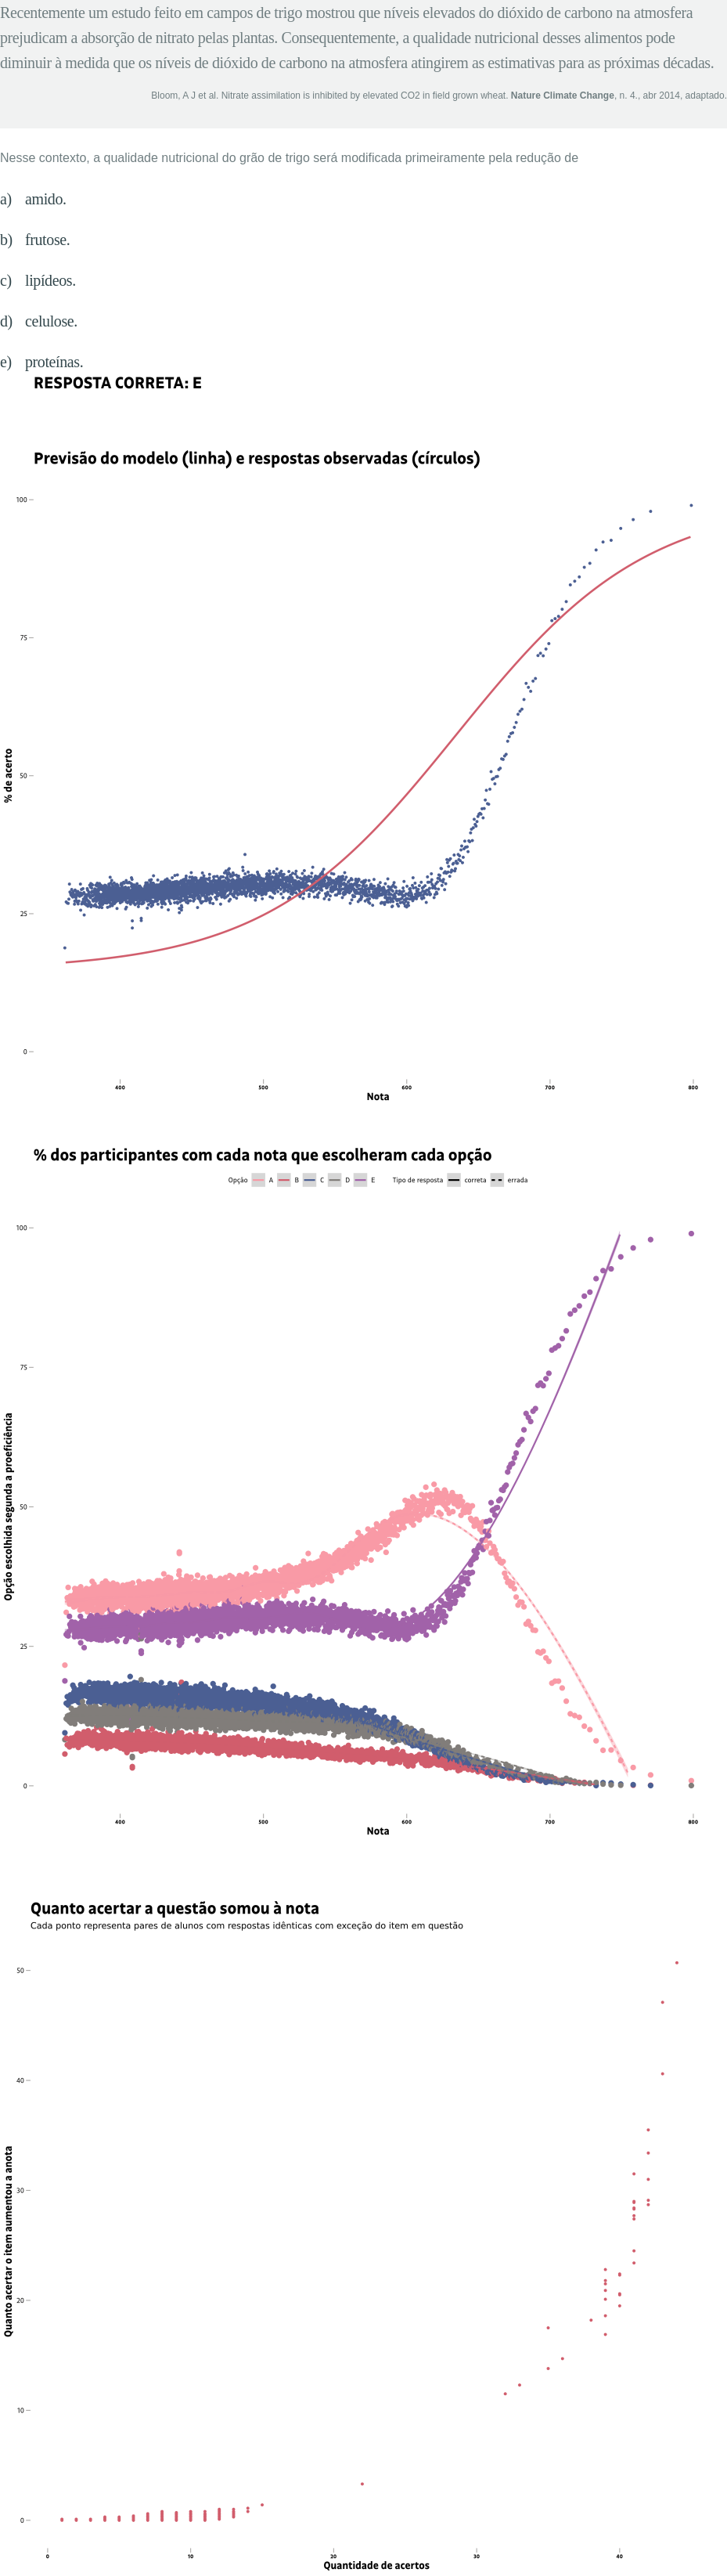 Recentemente um estudo feito em campos de trigo mostrou que níveis elevados do dióxido de carbono na atmosfera
prejudicam a absorção de nitrato pelas plantas. Consequentemente, a qualidade nutricional desses alimentos pode
diminuir à medida que os níveis de dióxido de carbono na atmosfera atingirem as estimativas para as próximas décadas.
Bloom, A J et al. Nitrate assimilation is inhibited by elevated CO2 in field grown wheat. Nature Climate Change, n. 4., abr 2014, adaptado.
Nesse contexto, a qualidade nutricional do grão de trigo será modificada primeiramente pela redução de
a) amido.
b) frutose.
c) lipídeos.
d) celulose.
e) proteínas.
RESPOSTA CORRETA: E
Previsão do modelo (linha) e respostas observadas (círculos)
100
75
50
25
0
% de acerto
400 500 600 700 800
Nota
% dos participantes com cada nota que escolheram cada opção
Opção A B C D E Tipo de resposta correta errada
100
75
50
25
0
Opção escolhida segunda a proeficiência
400 500 600 700 800
Nota
Quanto acertar a questão somou à nota
Cada ponto representa pares de alunos com respostas idênticas com exceção do item em questão
50
40
30
20
10
0
Quanto acertar o item aumentou a anota
0 10 20 30 40
Quantidade de acertos